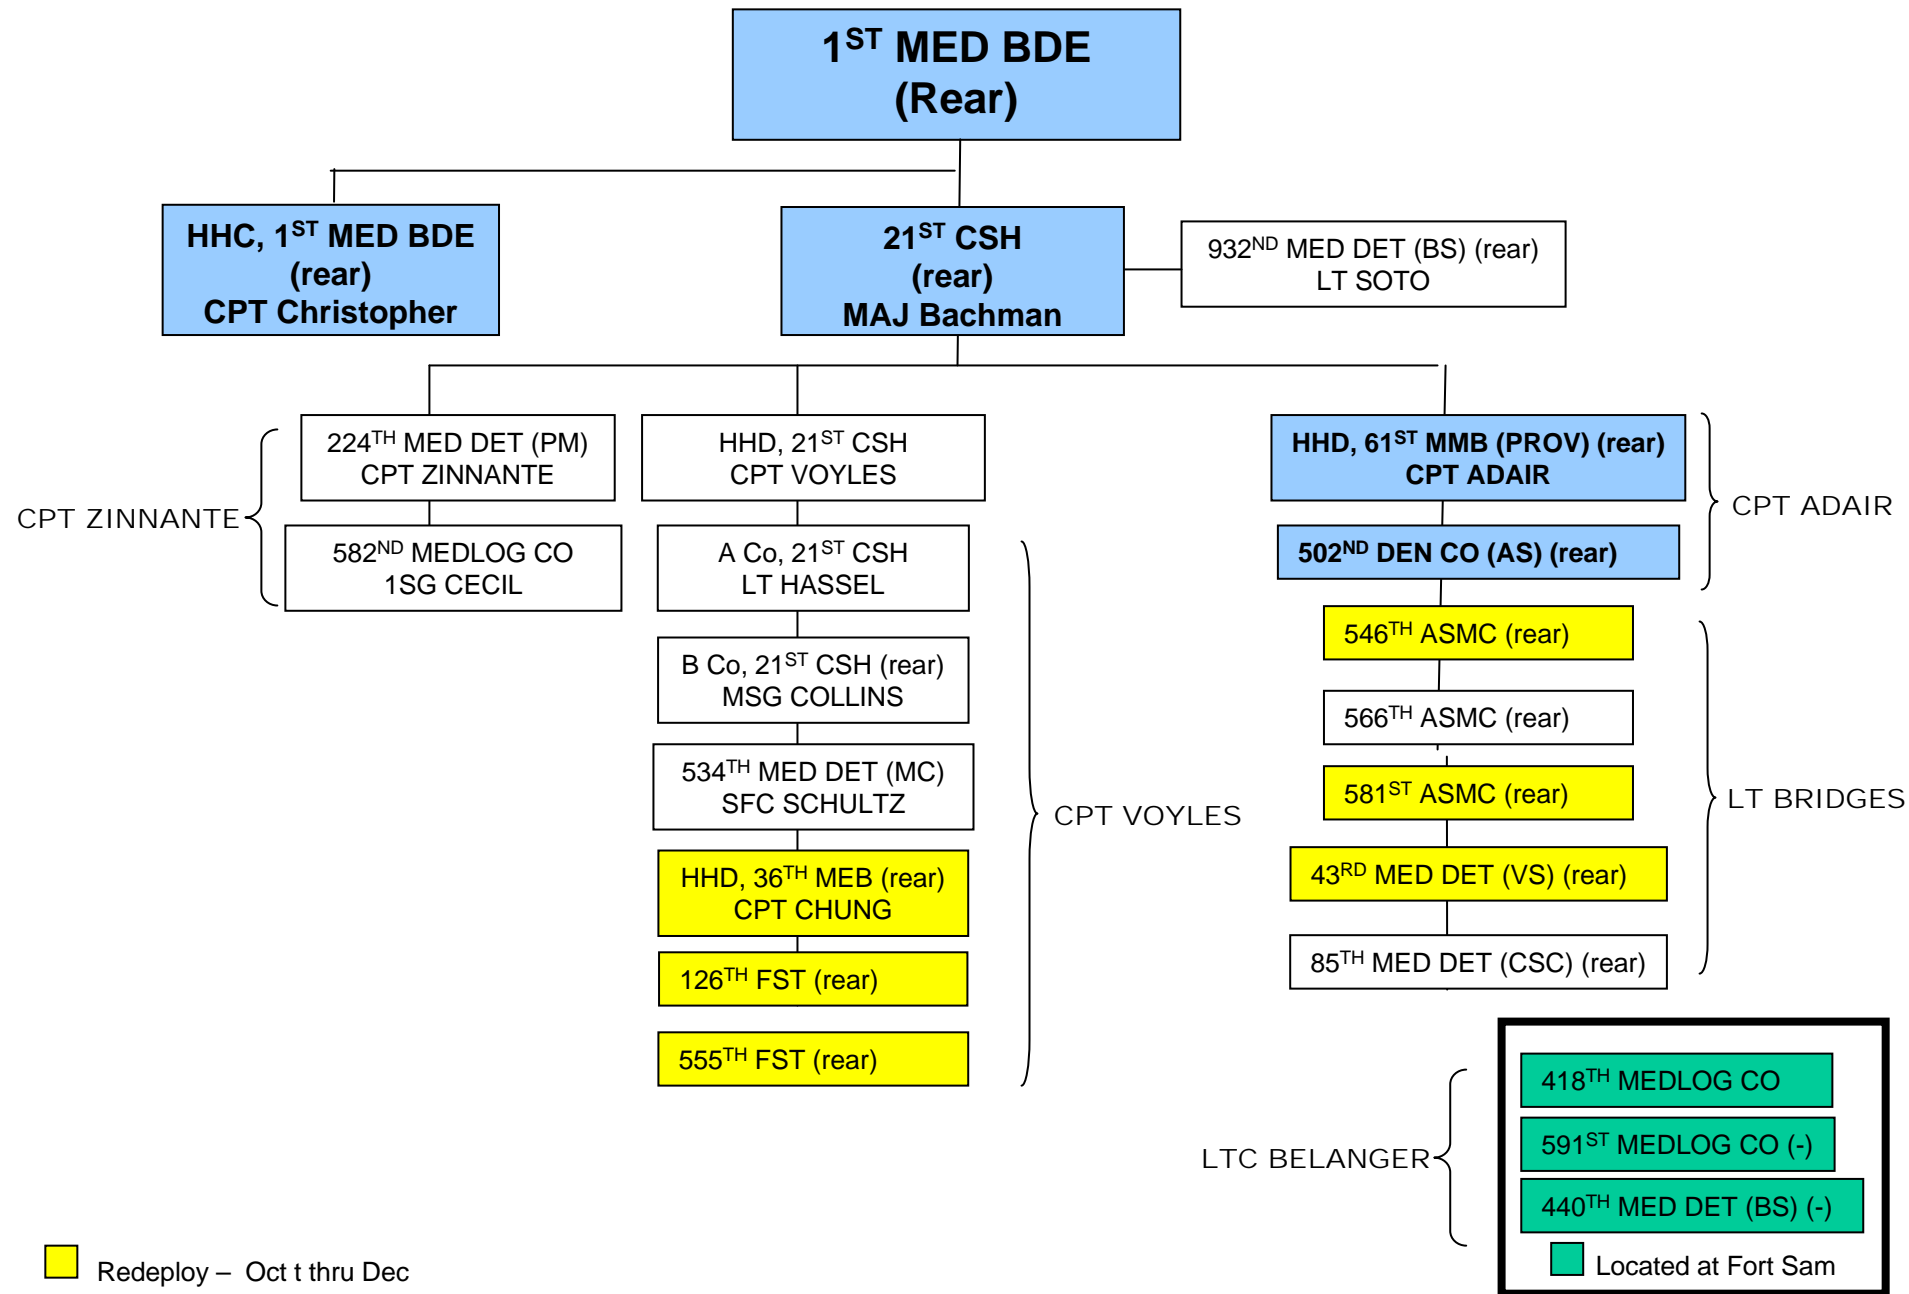 1ST MED BDE
(Rear)
HHC, 1ST MED BDE
(rear)
CPT Christopher
21ST CSH
(rear)
MAJ Bachman
932ND MED DET (BS) (rear)
LT SOTO
CPT ZINNANTE
224TH MED DET (PM)
CPT ZINNANTE
582ND MEDLOG CO
1SG CECIL
HHD, 21ST CSH
CPT VOYLES
A Co, 21ST CSH
LT HASSEL
B Co, 21ST CSH (rear)
MSG COLLINS
534TH MED DET (MC)
SFC SCHULTZ
HHD, 36TH MEB (rear)
CPT CHUNG
126TH FST (rear)
555TH FST (rear)
CPT VOYLES
HHD, 61ST MMB (PROV) (rear)
CPT ADAIR
502ND DEN CO (AS) (rear)
CPT ADAIR
546TH ASMC (rear)
566TH ASMC (rear)
581ST ASMC (rear)
43RD MED DET (VS) (rear)
85TH MED DET (CSC) (rear)
LT BRIDGES
LTC BELANGER
418TH MEDLOG CO
591ST MEDLOG CO (-)
440TH MED DET (BS) (-)
Located at Fort Sam
Redeploy – Oct t thru Dec